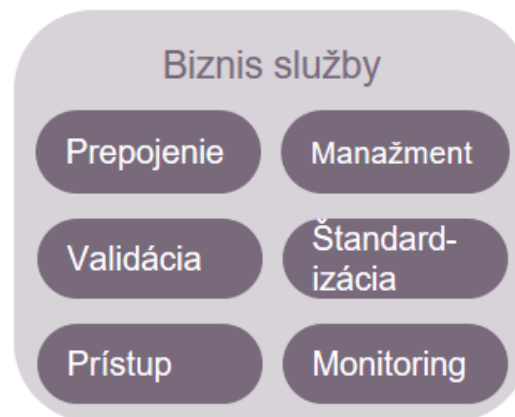 Biznis služby
Prepojenie
Manažment
Validácia
Štandard-
izácia
Prístup
Monitoring